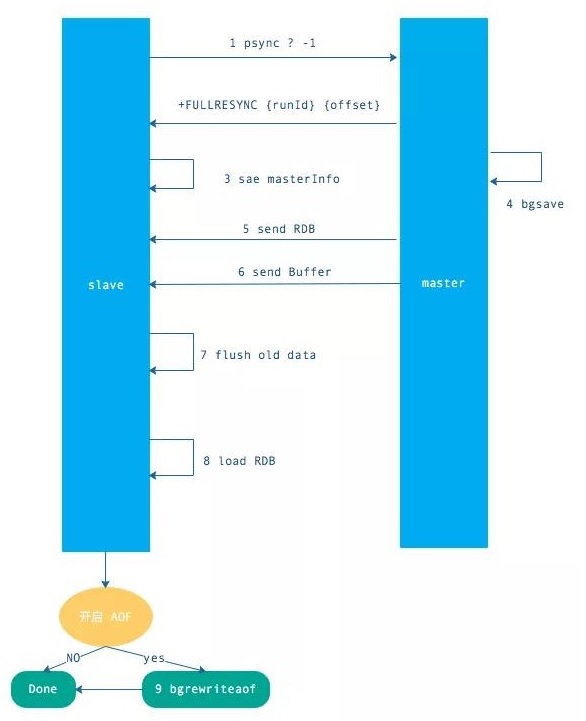 1 psync ? -1
+FULLRESYNC {runId} {offset}
3 sae masterInfo
4 bgsave
5 send RDB
6 send Buffer
slave
master
7 flush old data
8 load RDB
开启 AOF
NO
yes
Done
9 bgrewriteaof